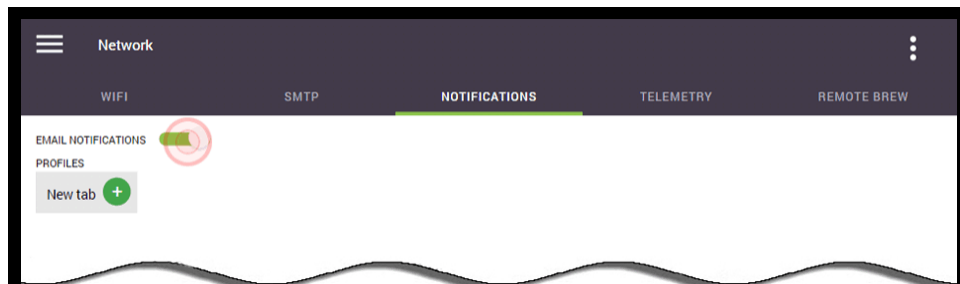 Network
WIFI SMTP NOTIFICATIONS TELEMETRY REMOTE BREW
EMAIL NOTIFICATIONS
PROFILES
New tab +